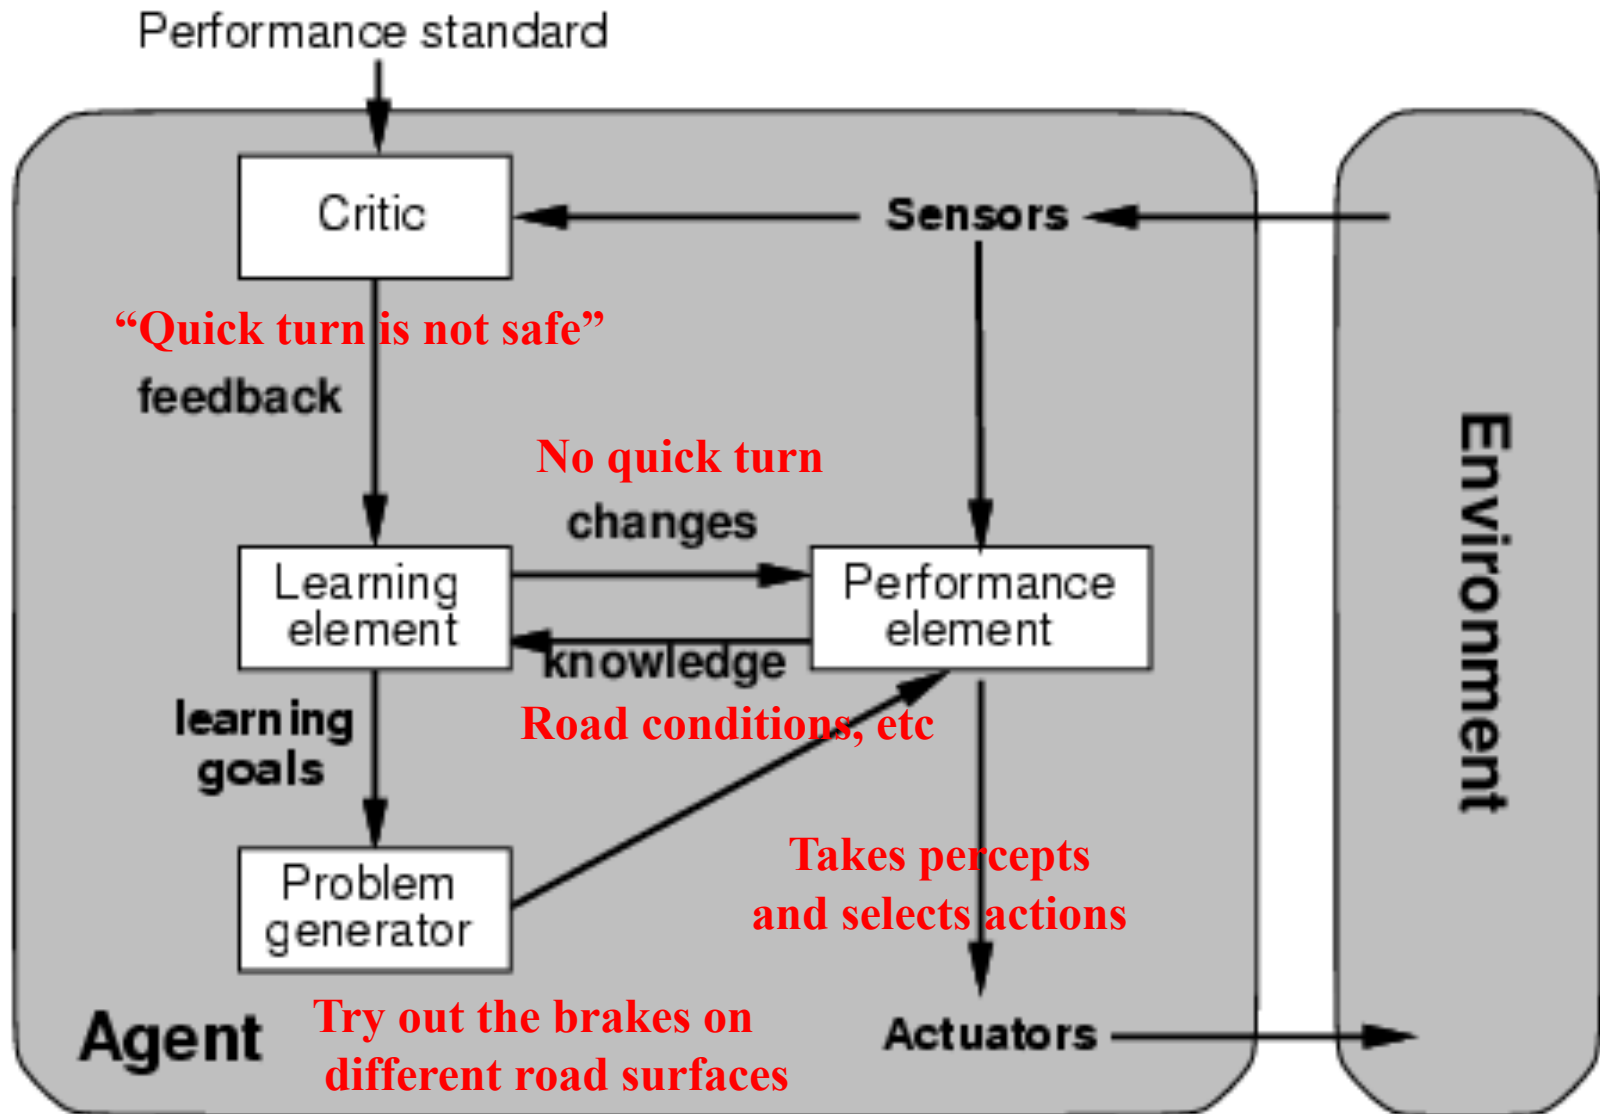 Performance standard
Critic
Sensors
“Quick turn is not safe”
feedback
No quick turn
changes
Learning
element
Performance
element
knowledge
Road conditions, etc
learning
goals
Problem
generator
Takes percepts
and selects actions
Try out the brakes on
different road surfaces
Agent
Actuators
Environment